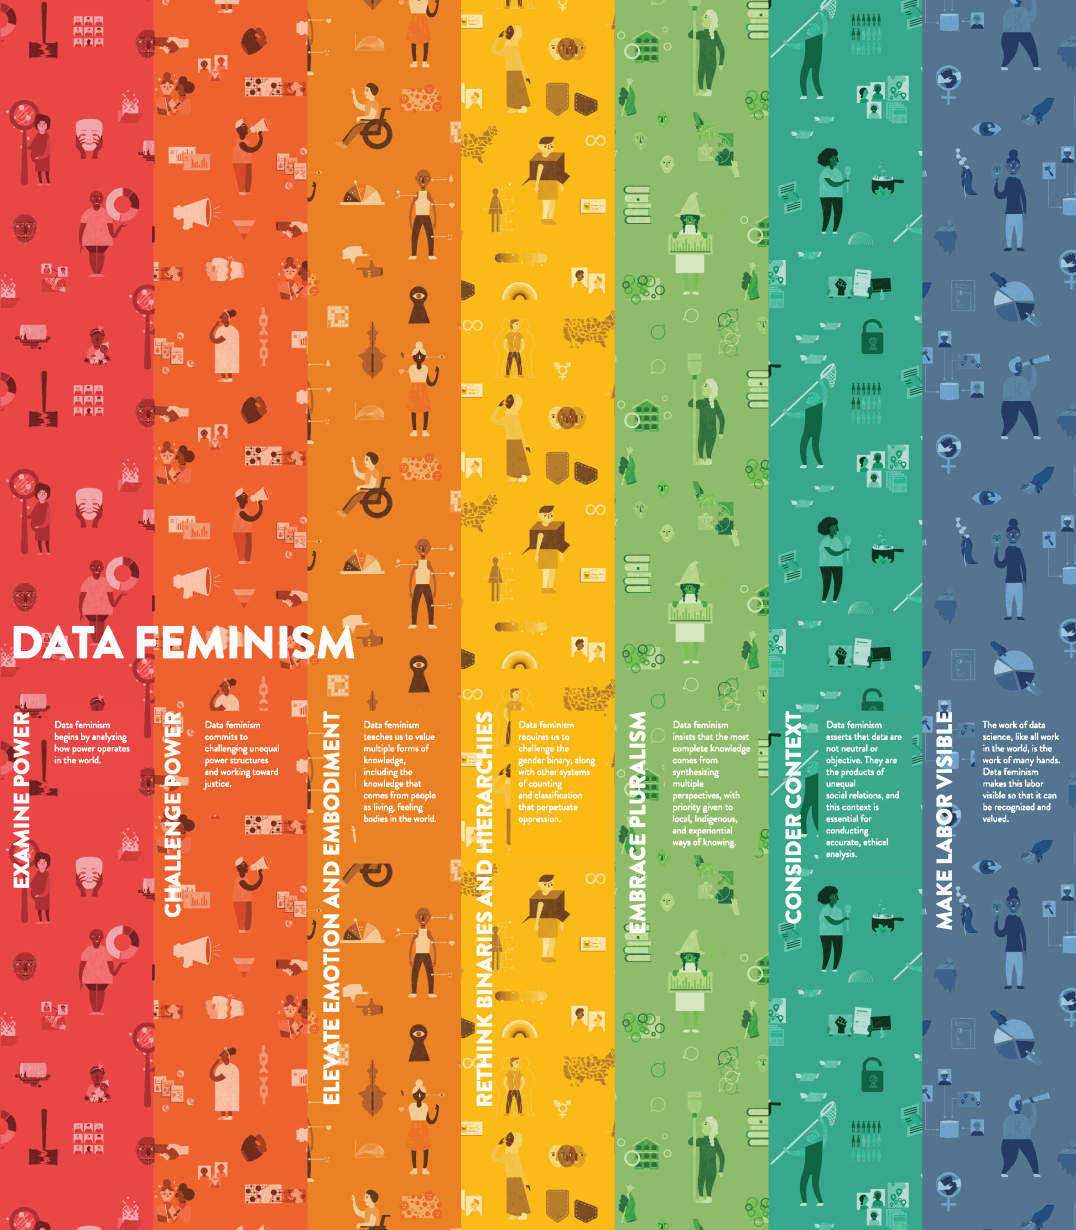 DATA FEMINISM
EXAMINE POWER
Data feminism
begins by analyzing
how power operates
in the world.
CHALLENGE POWER
Data feminism
commits to
challenging unequal
power structures
and working toward
justice.
ELEVATE EMOTION AND EMBODIMENT
Data feminism
teaches us to value
multiple forms of
knowledge,
including the
knowledge that
comes from people
as living, feeling
bodies in the world.
RETHINK BINARIES AND HIERARCHIES
Data feminism
requires us to
challenge the
gender binary, along
with other systems
of counting
and classification
that perpetuate
oppression.
EMBRACE PLURALISM
Data feminism
insists that the most
complete knowledge
comes from
synthesizing
multiple
perspectives, with
priority given to
local, Indigenous,
and experiential
ways of knowing.
CONSIDER CONTEXT
Data feminism
asserts that data are
not neutral or
objective. They are
the products of
unequal
social relations, and
this context is
essential for
conducting
accurate, ethical
analysis.
MAKE LABOR VISIBLE
The work of data
science, like all work
in the world, is the
work of many hands.
Data feminism
makes this labor
visible so that it can
be recognized and
valued.